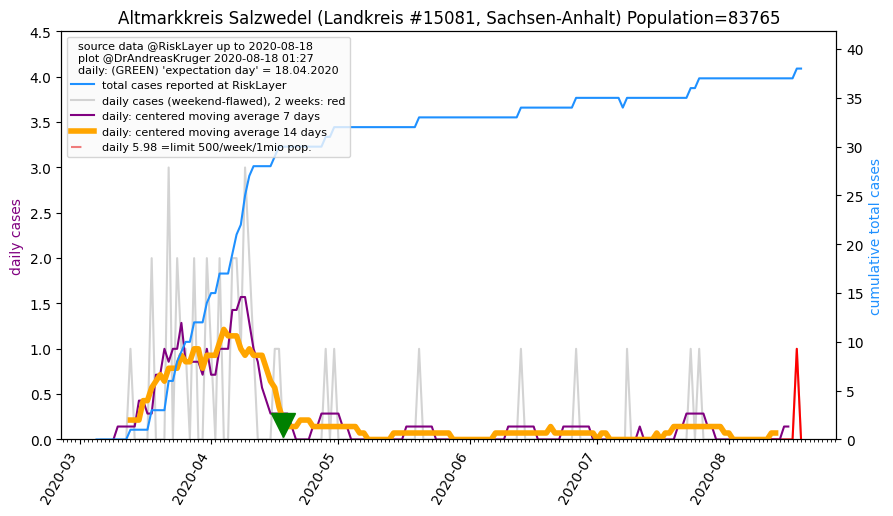 Altmarkkreis Salzwedel (Landkreis #15081, Sachsen-Anhalt) Population=83765
source data @RiskLayer up to 2020-08-18
plot @DrAndreasKruger 2020-08-18 01:27
daily: (GREEN) 'expectation day' = 18.04.2020
total cases reported at RiskLayer
daily cases (weekend-flawed), 2 weeks: red
daily: centered moving average 7 days
daily: centered moving average 14 days
daily 5.98 =limit 500/week/1mio pop.
daily cases
4.5
4.0
3.5
3.0
2.5
2.0
1.5
1.0
0.5
0.0
cumulative total cases
40
35
30
25
20
15
10
5
0
2020-03
2020-04
2020-05
2020-06
2020-07
2020-08